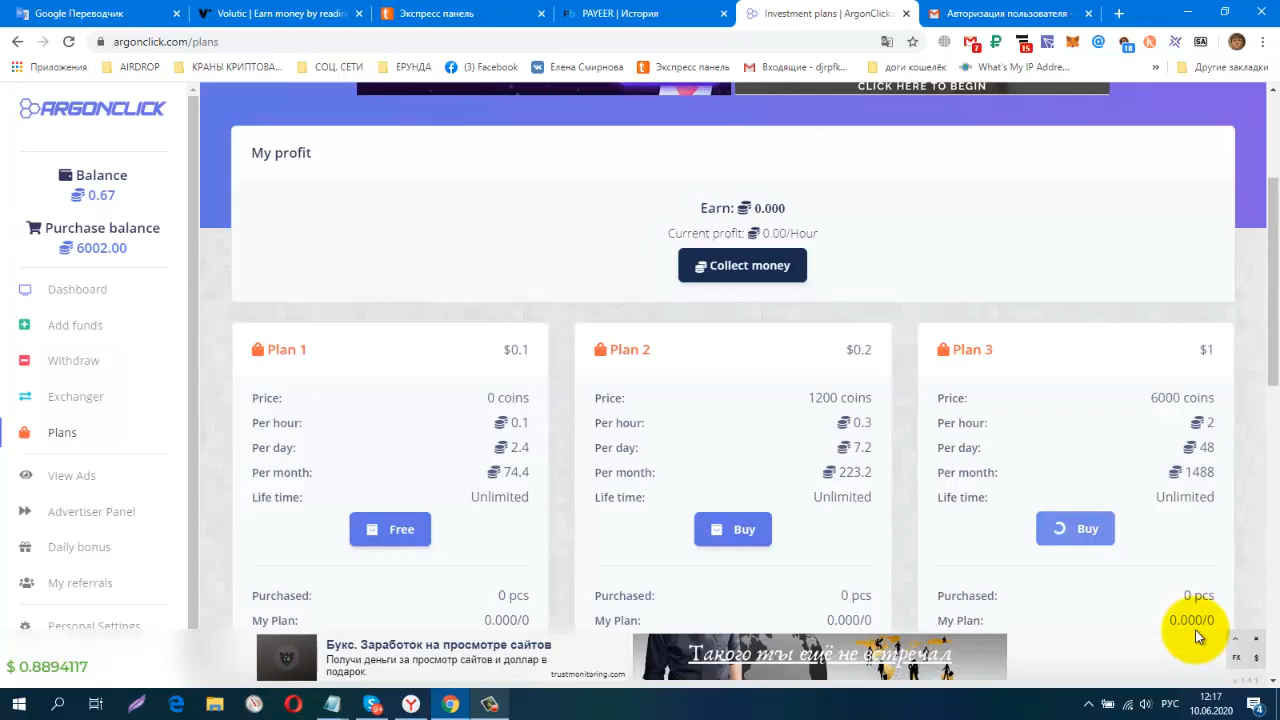 Google Переводчик
Volutic | Earn money by readin
Экспресс панель
PAYEER | История
Investment plans | ArgonClick.
Авторизация пользователя -
argonclick.com/plans
7
15
18
SA
Приложения
AIRDROP
КРАНЫ КРИПТОВА...
СОЦ. СЕТИ
ЕРУНДА
(3) Facebook
Елена Смирнова
Экспресс панель
Входящие - djrpfk...
доги кошелёк
What's My IP Addre...
»
Другие закладки
CLICK HERE TO BEGIN
ARGONCLICK
Balance
0.67
Purchase balance
6002.00
Dashboard
Add funds
Withdraw
Exchanger
Plans
View Ads
Advertiser Panel
Daily bonus
My referrals
Personal Settings
$ 0.8894117
My profit
Earn: 0.000
Current profit: 0.00/Hour
Collect money
Plan 1 $0.1
Price: 0 coins
Per hour: 0.1
Per day: 2.4
Per month: 74.4
Life time: Unlimited
Free
Purchased: 0 pcs
My Plan: 0.000/0
Plan 2 $0.2
Price: 1200 coins
Per hour: 0.3
Per day: 7.2
Per month: 223.2
Life time: Unlimited
Buy
Purchased: 0 pcs
My Plan: 0.000/0
Plan 3 $1
Price: 6000 coins
Per hour: 2
Per day: 48
Per month: 1488
Life time: Unlimited
Buy
Purchased: 0 pcs
My Plan: 0.000/0
Букс. Заработок на просмотре сайтов
Получи деньги за просмотр сайтов и доллар в
подарок.
trustmonitoring.com
Такого ты ещё не встречал
FX $
РУС
12:17
10.06.2020
4